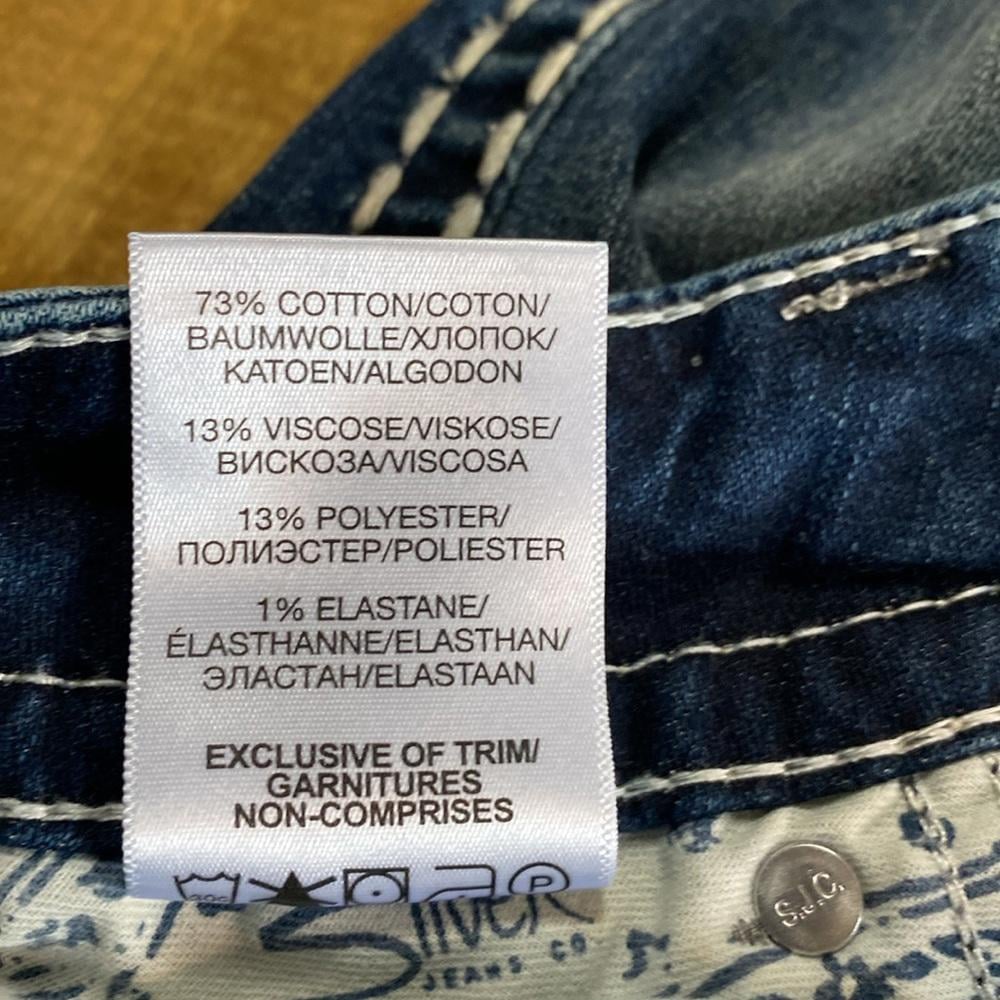 73% COTTON/COTON/
BAUMWOLLE/ХЛОПОК/
KATOEN/ALGODON
13% VISCOSE/VISKOSE/
ВИСКОЗА/VISCOSA
13% POLYESTER/
ПОЛИЭСТЕР/POLIESTER
1% ELASTANE/
ÉLASTHANNE/ELASTHAN/
ЭЛАСТАН/ELASTAAN
EXCLUSIVE OF TRIM/
GARNITURES
NON-COMPRISES
P
S.J.C.
SILVER
JEANS CO